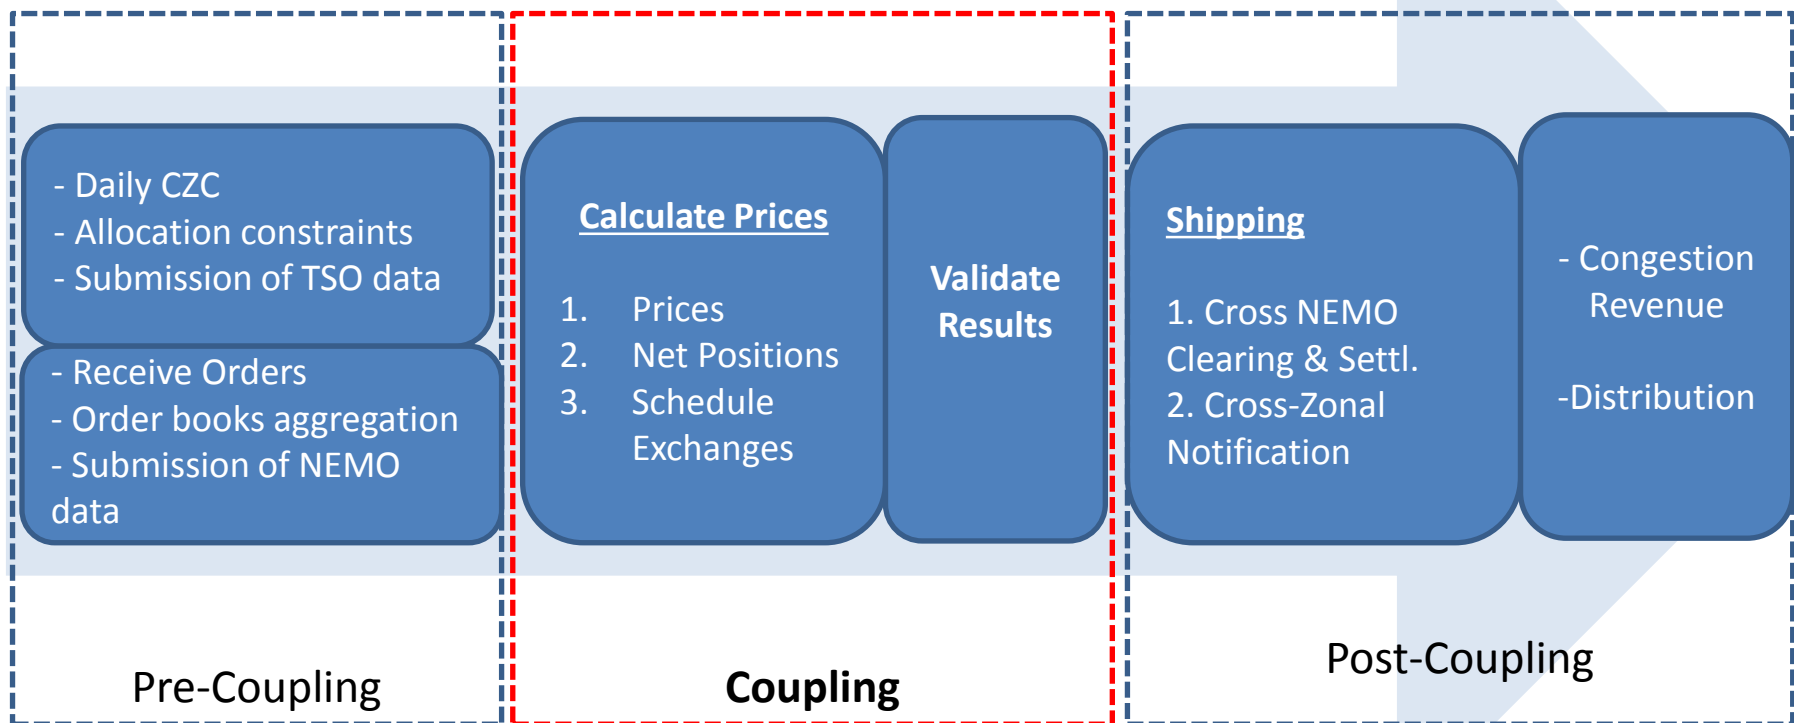 - Daily CZC
- Allocation constraints
- Submission of TSO data
- Receive Orders
- Order books aggregation
- Submission of NEMO
data
Pre-Coupling
Calculate Prices
1. Prices
2. Net Positions
3. Schedule
Exchanges
Validate
Results
Coupling
Shipping
1. Cross NEMO
Clearing & Settl.
2. Cross-Zonal
Notification
- Congestion
Revenue
-Distribution
Post-Coupling